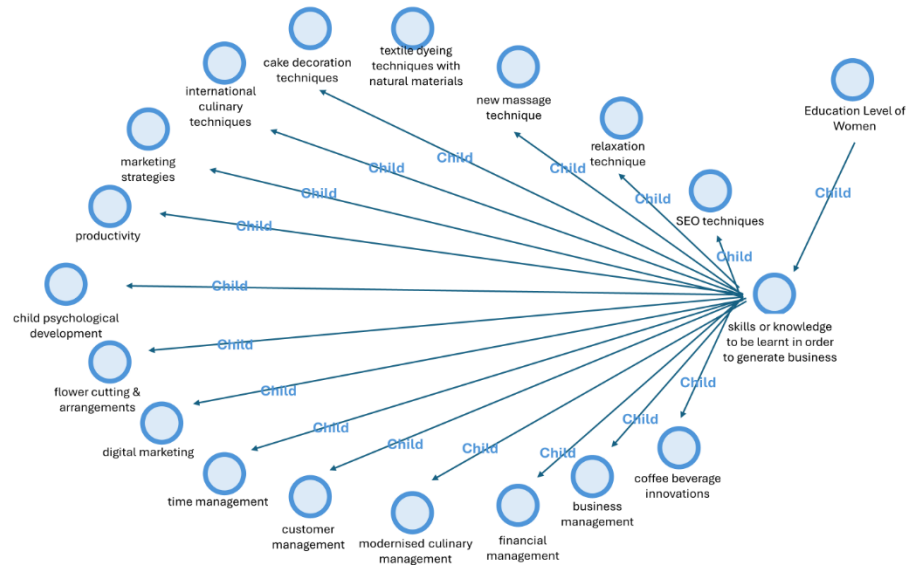 cake decoration
techniques
textile dyeing
techniques with
natural materials
international
culinary
techniques
new massage
technique
Education Level of
Women
relaxation
technique
marketing
strategies
Child
Child
Child
Child
Child
Child
SEO techniques
productivity
Child
Child
Child
child psychological
development
skills or knowledge
to be learnt in order
to generate business
Child
flower cutting &
arrangements
Child
Child
digital marketing
Child
Child
Child
Child
Child
time management
coffee beverage
innovations
customer
management
modernised culinary
management
financial
management
business
management